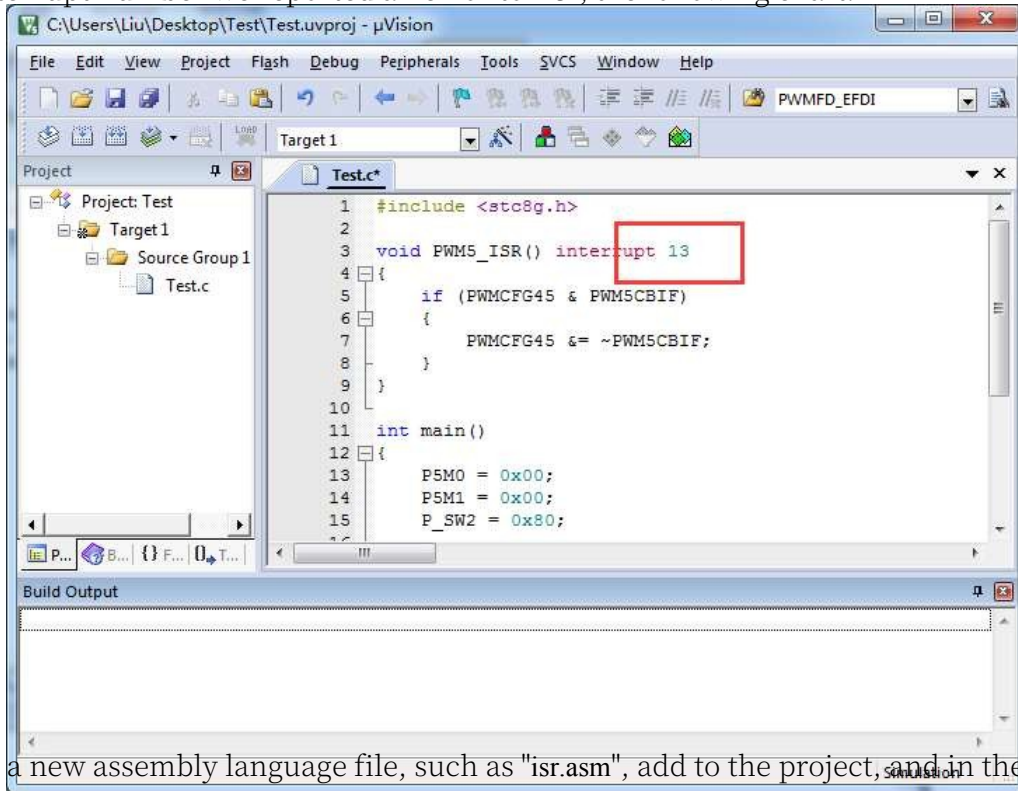 C:\Users\Liu\Desktop\Test\Test.uvproj - µVision
File Edit View Project Flash Debug Peripherals Tools SVCS Window Help
PWMFD_EFDI
LOAD Target 1
Project
Test.c*
Project: Test
Target 1
Source Group 1
Test.c
1 #include <stc8g.h>
2
3 void PWM5_ISR() interrupt 13
4 {
5 if (PWMCFG45 & PWM5CBIF)
6 {
7 PWMCFG45 &= ~PWM5CBIF;
8 }
9 }
10
11 int main()
12 {
13 P5M0 = 0x00;
14 P5M1 = 0x00;
15 P_SW2 = 0x80;
P... B... {} F... 0 T...
Build Output
a new assembly language file, such as "isr.asm", add to the project, and in the
Simulation